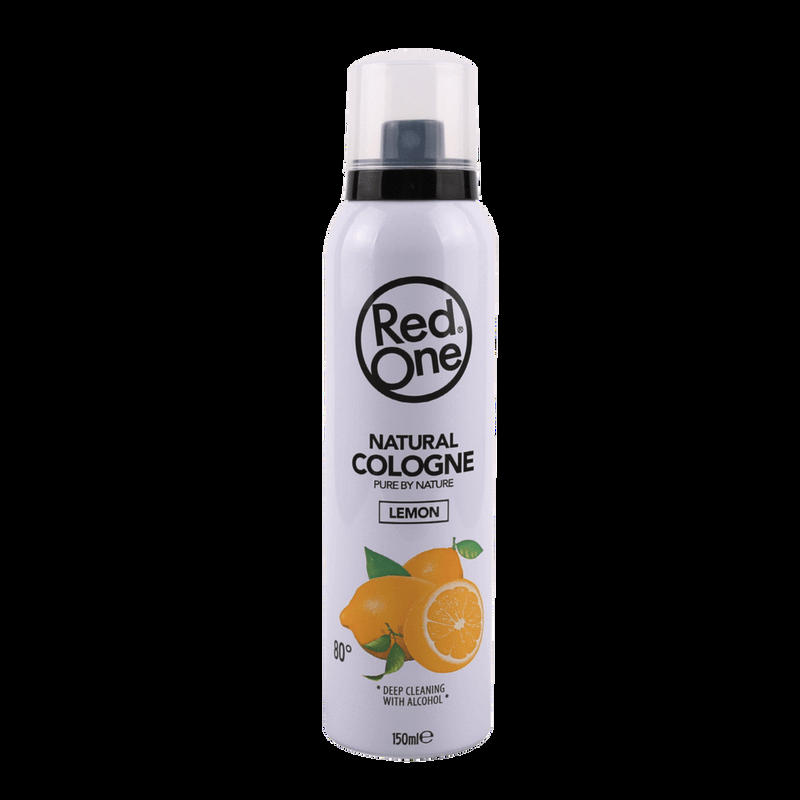 Red®
One
NATURAL
COLOGNE
PURE BY NATURE
LEMON
80°
* DEEP CLEANING
WITH ALCOHOL *
150ml℮